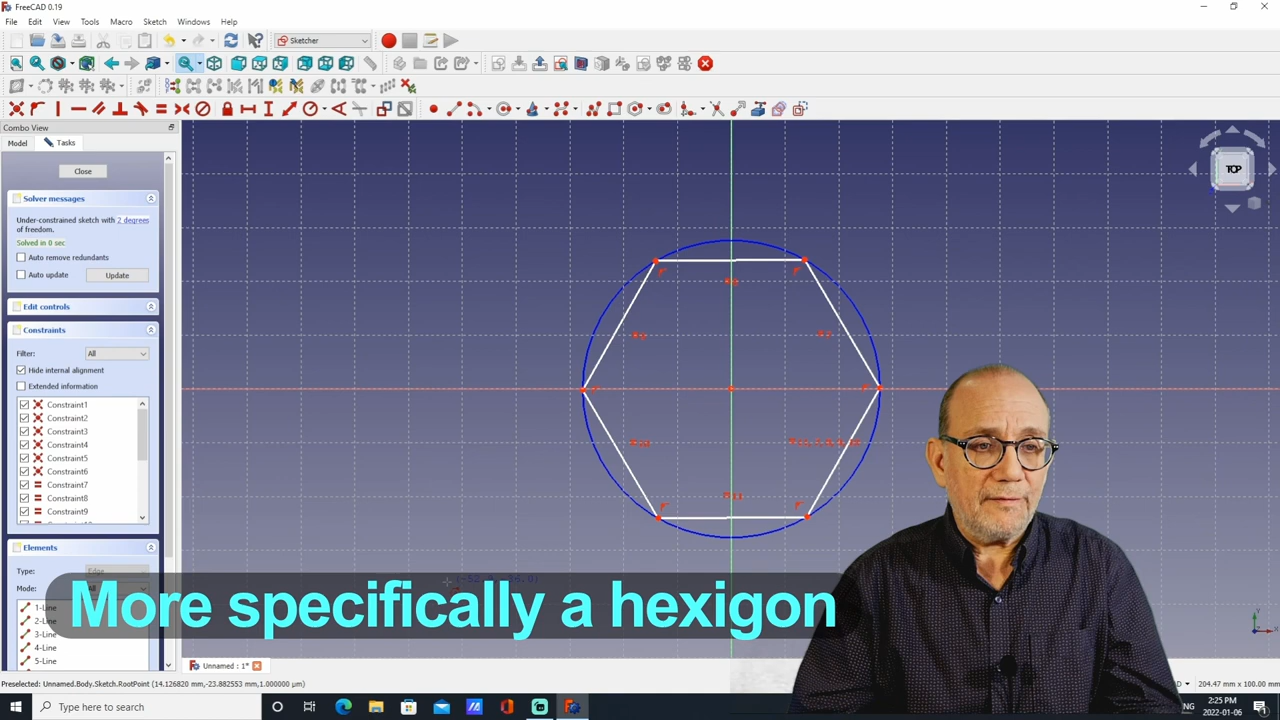 FreeCAD 0.19
File Edit View Tools Macro Sketch Windows Help
Sketcher
Combo View
Model Tasks
Close
Solver messages
Under-constrained sketch with 2 degrees
of freedom.
Solved in 0 sec
Auto remove redundants
Auto update Update
Edit controls
Constraints
Filter: All
Hide internal alignment
Extended information
Constraint1
Constraint2
Constraint3
Constraint4
Constraint5
Constraint6
Constraint7
Constraint8
Constraint9
Elements
Type: Edge
Mode: All
1-Line
2-Line
3-Line
4-Line
5-Line
TOP
More specifically a hexigon
Unnamed : 1*
Preselected: Unnamed.Body.Sketch.RootPoint (14.126820 mm,-23.882553 mm,1.000000 µm)
204.47 mm x 100.00 mm
Type here to search
2:25 PM
2022-01-06